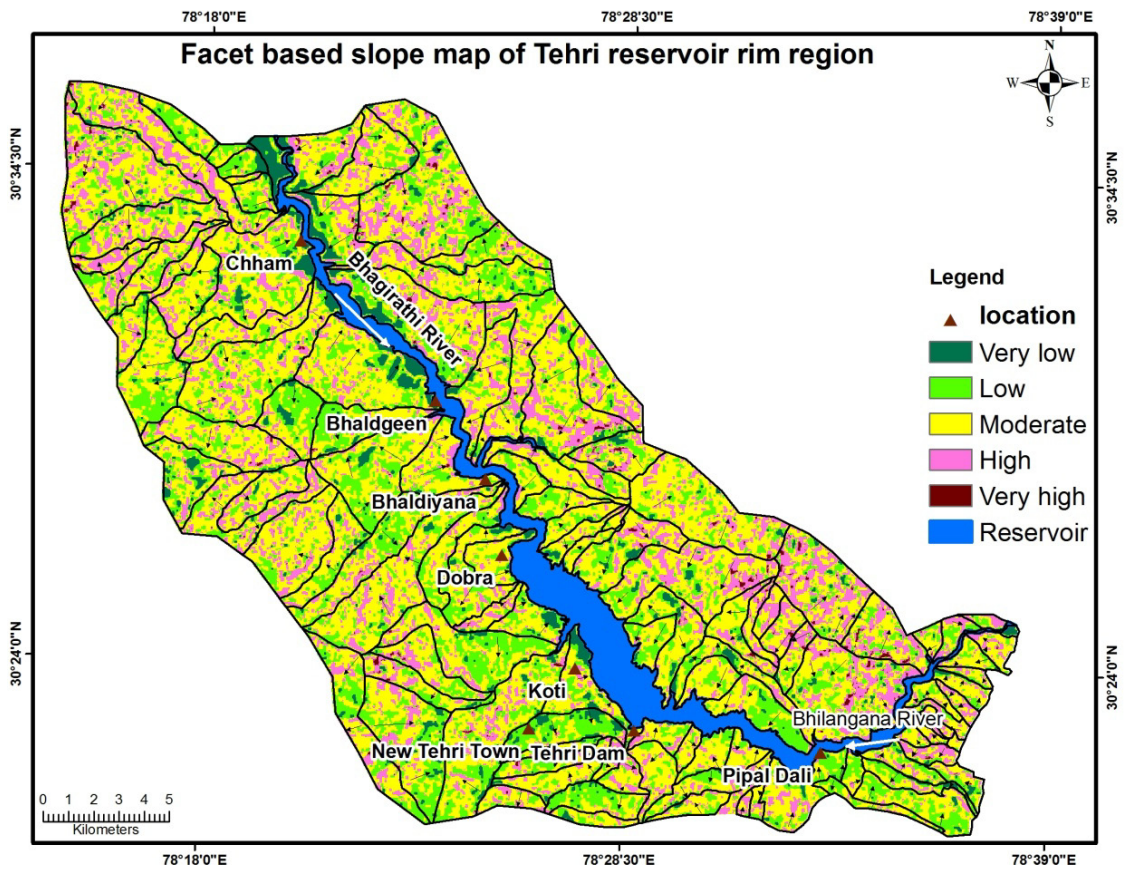 78°18'0"E
78°28'30"E
78°39'0"E
Facet based slope map of Tehri reservoir rim region
N
W
E
S
30°34'30"N
30°34'30"N
Chham
Bhagirathi River
Legend
location
Very low
Low
Moderate
High
Very high
Reservoir
Bhaldgeen
Bhaldiyana
Dobra
30°24'0"N
30°24'0"N
Koti
Bhilangana River
New Tehri Town
Tehri Dam
Pipal Dali
0 1 2 3 4 5
Kilometers
78°18'0"E
78°28'30"E
78°39'0"E